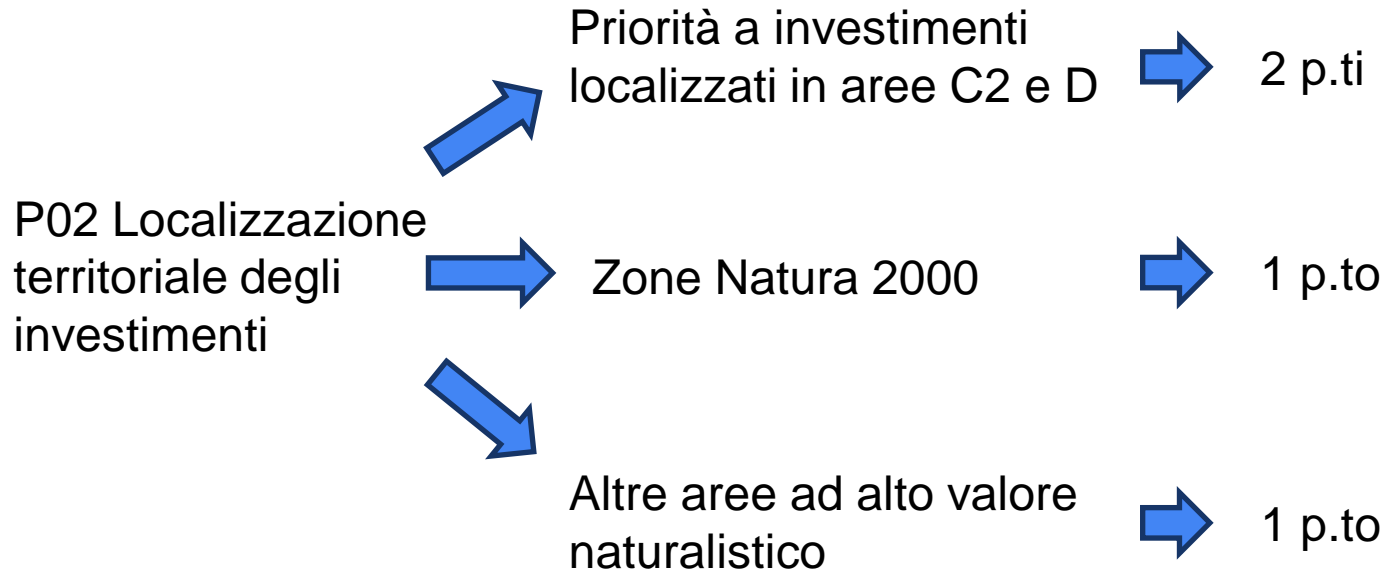 P02 Localizzazione
territoriale degli
investimenti
Priorità a investimenti
localizzati in aree C2 e D
2 p.ti
Zone Natura 2000
1 p.to
Altre aree ad alto valore
naturalistico
1 p.to